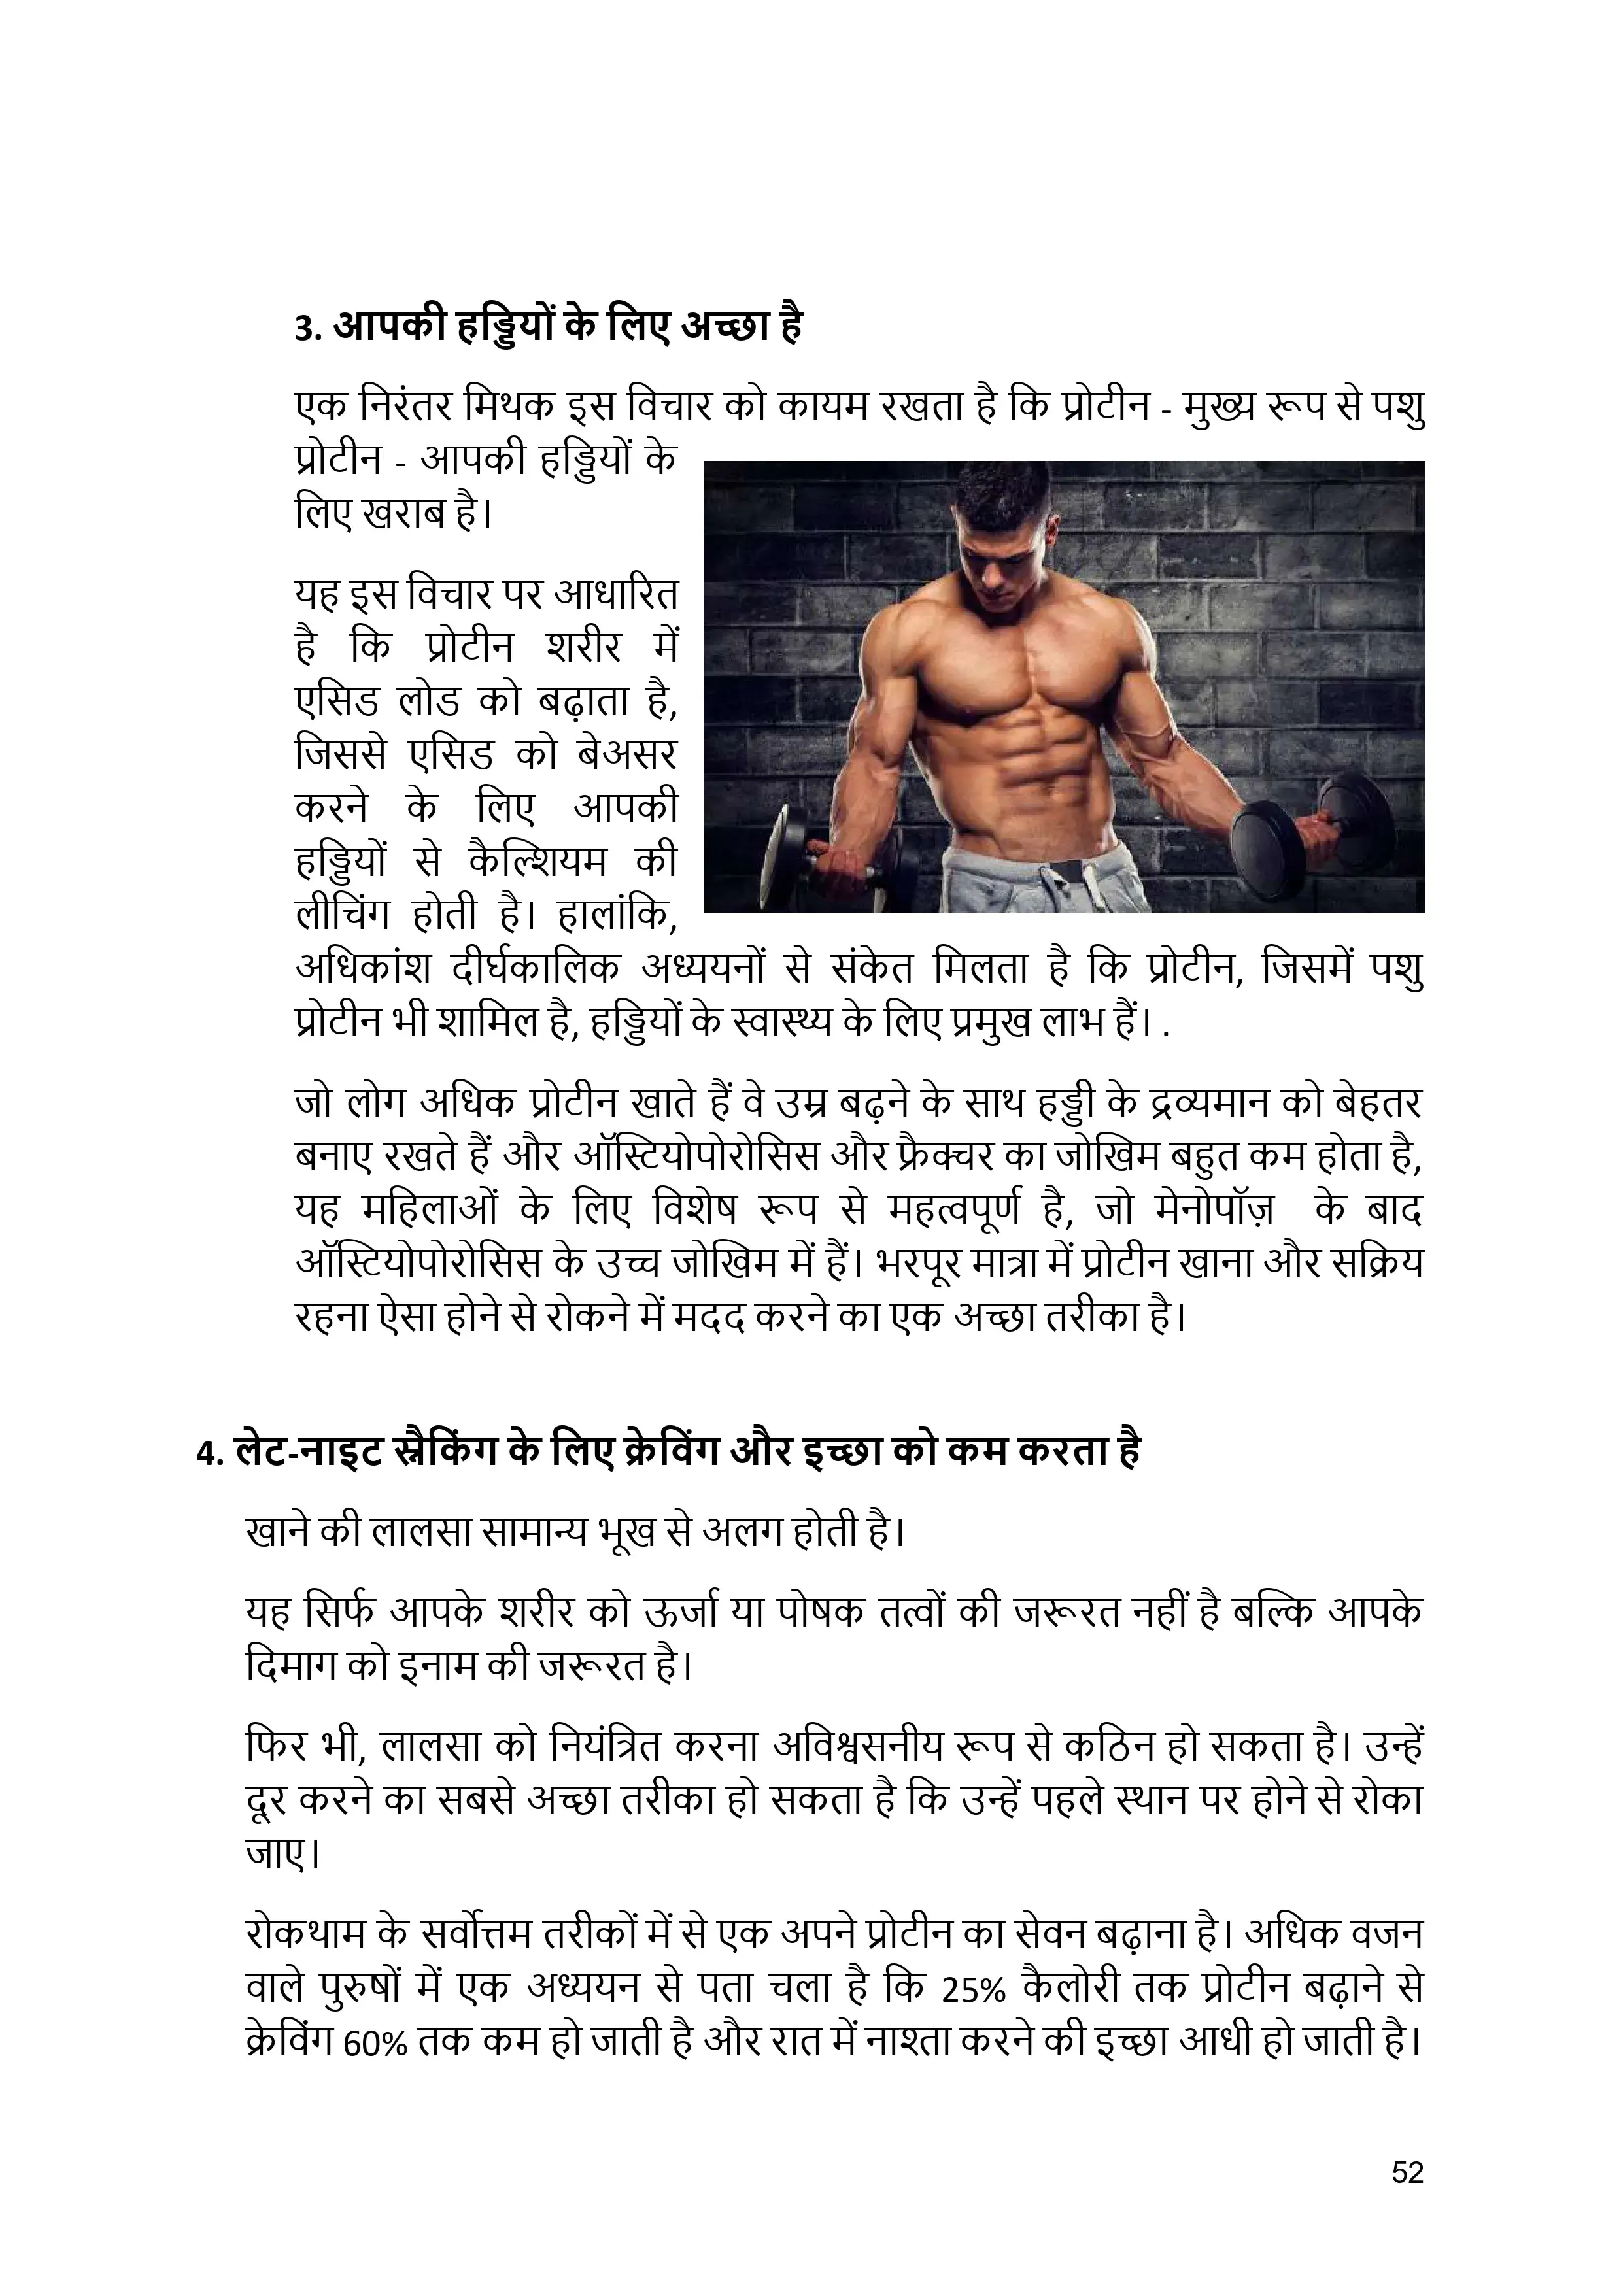 3. आपकी हड्डियों के लिए अच्छा है
एक निरंतर मिथक इस विचार को कायम रखता है कि प्रोटीन - मुख्य रूप से पशु
प्रोटीन - आपकी हड्डियों के
लिए खराब है।
यह इस विचार पर आधारित
है कि प्रोटीन शरीर में
एसिड लोड को बढ़ाता है,
जिससे एसिड को बेअसर
करने के लिए आपकी
हड्डियों से कैल्शियम की
लीचिंग होती है। हालांकि,
अधिकांश दीर्घकालिक अध्ययनों से संकेत मिलता है कि प्रोटीन, जिसमें पशु
प्रोटीन भी शामिल है, हड्डियों के स्वास्थ्य के लिए प्रमुख लाभ हैं। .
जो लोग अधिक प्रोटीन खाते हैं वे उम्र बढ़ने के साथ हड्डी के द्रव्यमान को बेहतर
बनाए रखते हैं और ऑस्टियोपोरोसिस और फ्रैक्चर का जोखिम बहुत कम होता है,
यह महिलाओं के लिए विशेष रूप से महत्वपूर्ण है, जो मेनोपॉज़ के बाद
ऑस्टियोपोरोसिस के उच्च जोखिम में हैं। भरपूर मात्रा में प्रोटीन खाना और सक्रिय
रहना ऐसा होने से रोकने में मदद करने का एक अच्छा तरीका है।
4. लेट-नाइट स्नैकिंग के लिए क्रेविंग और इच्छा को कम करता है
खाने की लालसा सामान्य भूख से अलग होती है।
यह सिर्फ आपके शरीर को ऊर्जा या पोषक तत्वों की जरूरत नहीं है बल्कि आपके
दिमाग को इनाम की जरूरत है।
फिर भी, लालसा को नियंत्रित करना अविश्वसनीय रूप से कठिन हो सकता है। उन्हें
दूर करने का सबसे अच्छा तरीका हो सकता है कि उन्हें पहले स्थान पर होने से रोका
जाए।
रोकथाम के सर्वोत्तम तरीकों में से एक अपने प्रोटीन का सेवन बढ़ाना है। अधिक वजन
वाले पुरुषों में एक अध्ययन से पता चला है कि 25% कैलोरी तक प्रोटीन बढ़ाने से
क्रेविंग 60% तक कम हो जाती है और रात में नाश्ता करने की इच्छा आधी हो जाती है।
52